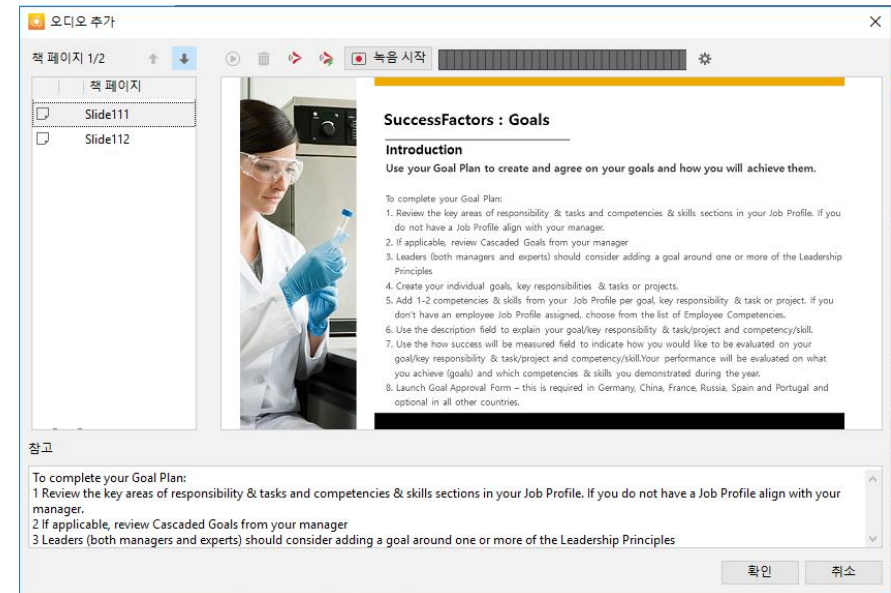 오디오 추가
책 페이지 1/2
녹음 시작
책 페이지
Slide111
Slide112
SuccessFactors : Goals
Introduction
Use your Goal Plan to create and agree on your goals and how you will achieve them.
To complete your Goal Plan:
1. Review the key areas of responsibility & tasks and competencies & skills sections in your Job Profile. If you
do not have a Job Profile align with your manager.
2. If applicable, review Cascaded Goals from your manager
3. Leaders (both managers and experts) should consider adding a goal around one or more of the Leadership
Principles
4. Create your individual goals, key responsibilities & tasks or projects.
5. Add 1-2 competencies & skills from your Job Profile per goal, key responsibility & task or project. If you
don't have an employee Job Profile assigned, choose from the list of Employee Competencies.
6. Use the description field to explain your goal/key responsibility & task/project and competency/skill.
7. Use the how success will be measured field to indicate how you would like to be evaluated on your
goal/key responsibility & task/project and competency/skill.Your performance will be evaluated on what
you achieve (goals) and which competencies & skills you demonstrated during the year.
8. Launch Goal Approval Form – this is required in Germany, China, France, Russia, Spain and Portugal and
optional in all other countries.
참고
To complete your Goal Plan:
1 Review the key areas of responsibility & tasks and competencies & skills sections in your Job Profile. If you do not have a Job Profile align with your
manager.
2 If applicable, review Cascaded Goals from your manager
3 Leaders (both managers and experts) should consider adding a goal around one or more of the Leadership Principles
확인
취소